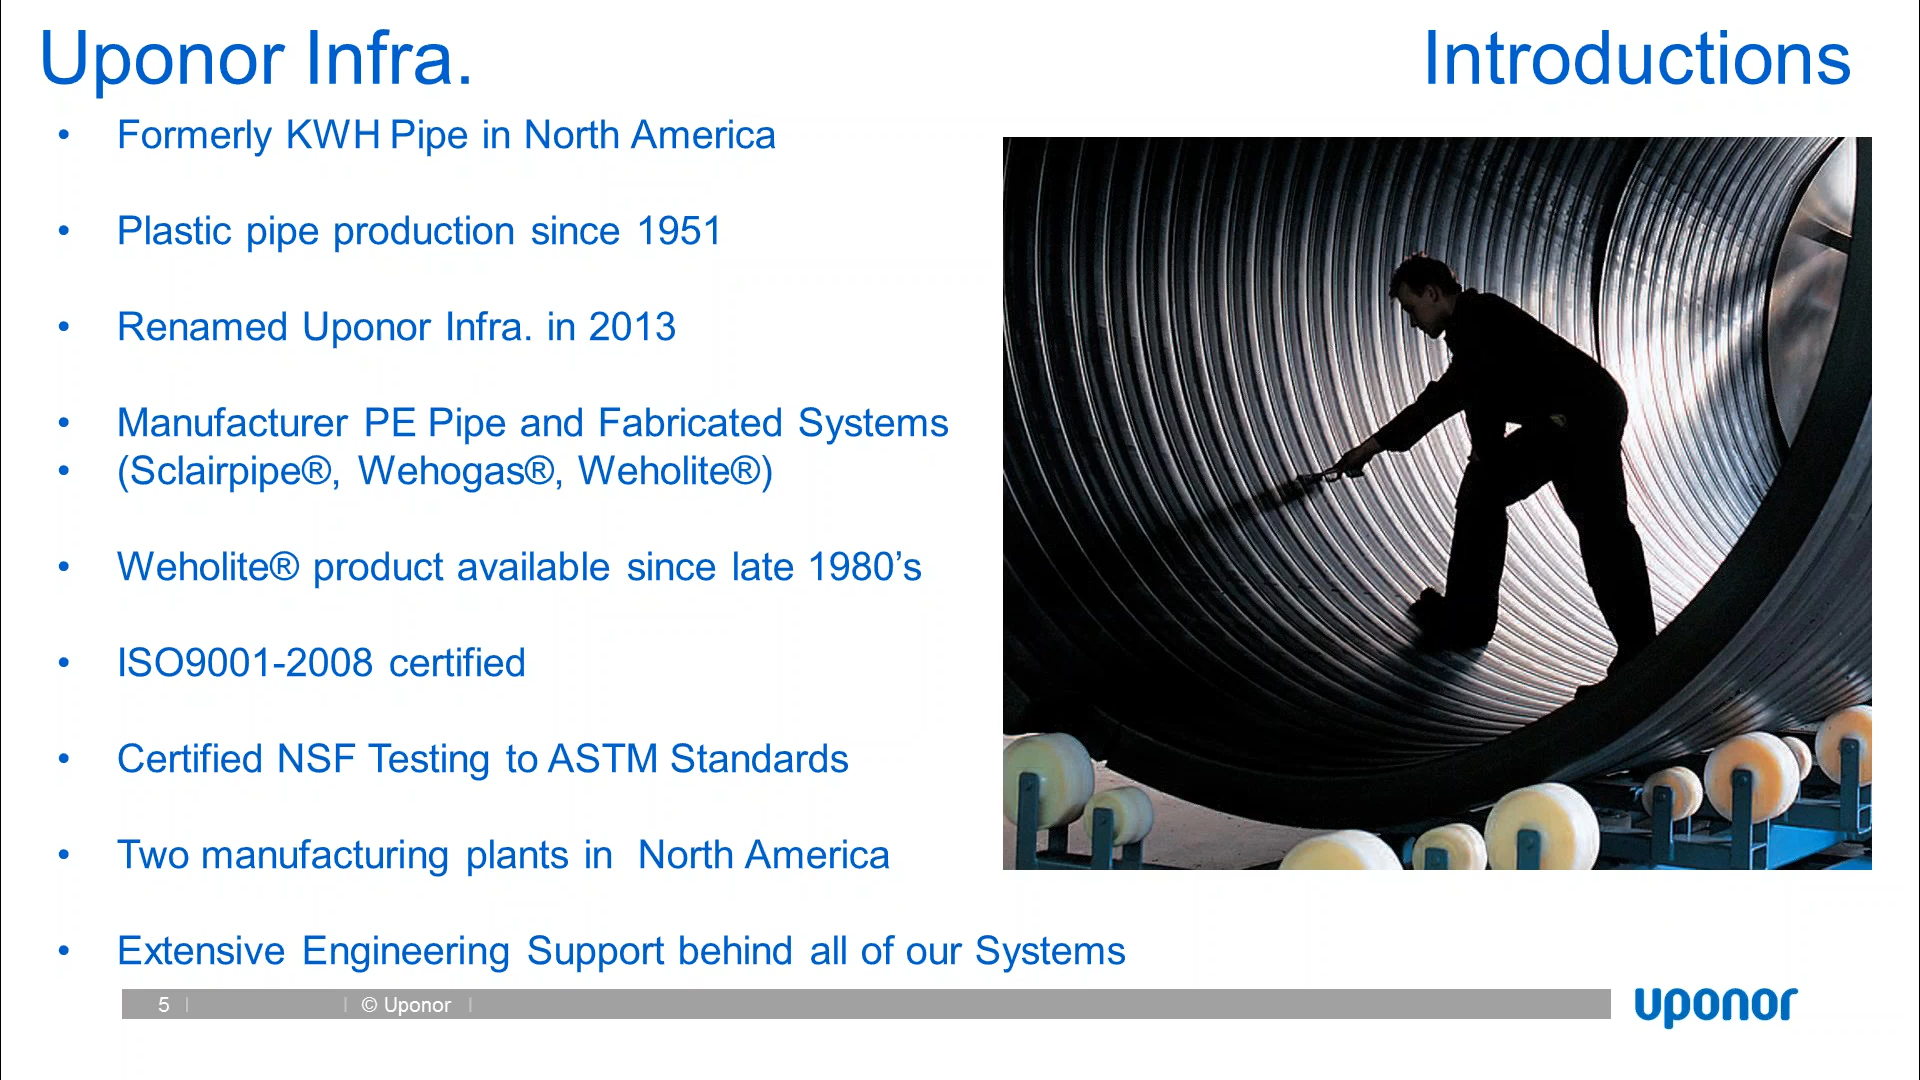 Uponor Infra.
Introductions
• Formerly KWH Pipe in North America
• Plastic pipe production since 1951
• Renamed Uponor Infra. in 2013
• Manufacturer PE Pipe and Fabricated Systems
• (Sclairpipe®, Wehogas®, Weholite®)
• Weholite® product available since late 1980’s
• ISO9001-2008 certified
• Certified NSF Testing to ASTM Standards
• Two manufacturing plants in North America
• Extensive Engineering Support behind all of our Systems
5 | | © Uponor |
uponor